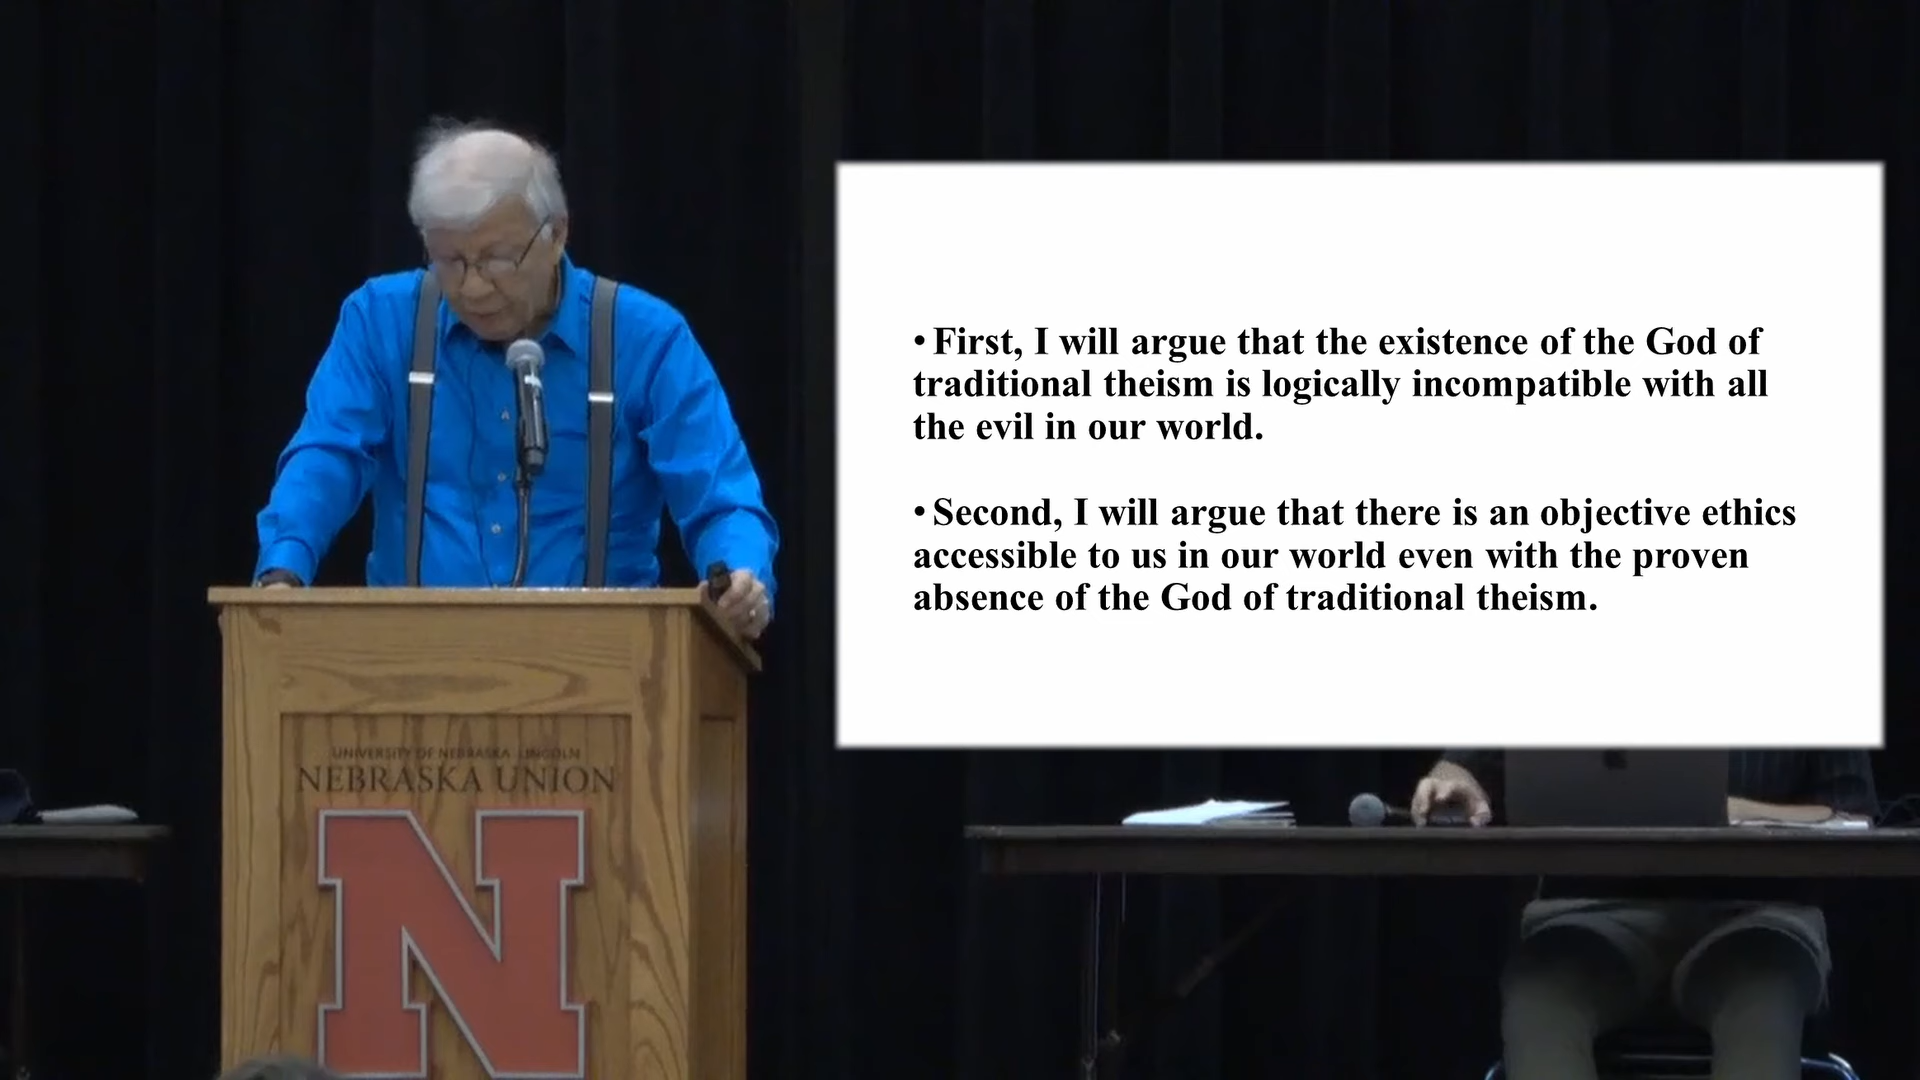 • First, I will argue that the existence of the God of
traditional theism is logically incompatible with all
the evil in our world.
• Second, I will argue that there is an objective ethics
accessible to us in our world even with the proven
absence of the God of traditional theism.
UNIVERSITY OF NEBRASKA-LINCOLN
NEBRASKA UNION
N